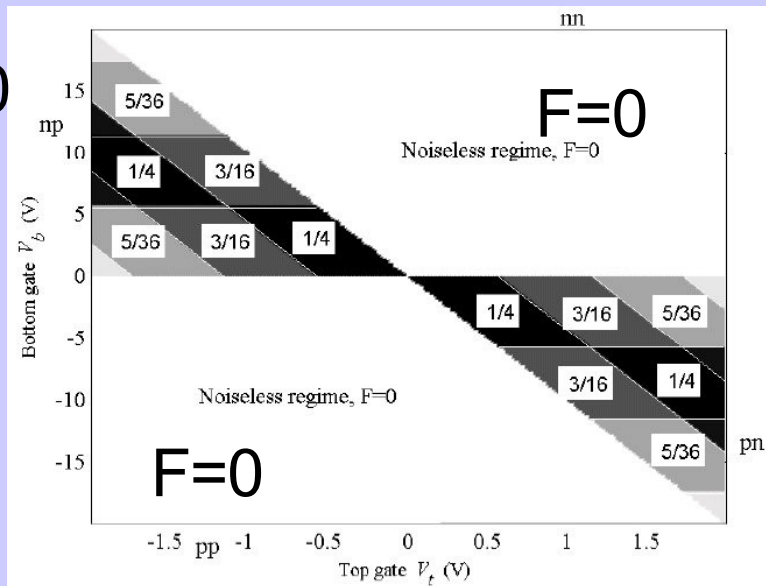 nn
0
15
5/36
np
F=0
10
Noiseless regime, F=0
1/4
3/16
5
5/36
3/16
1/4
Bottom gate V_b (V)
0
1/4
3/16
5/36
-5
Noiseless regime, F=0
3/16
1/4
-10
5/36
pn
-15
F=0
-1.5
pp
-1
-0.5
0
0.5
1
1.5
Top gate V_t (V)